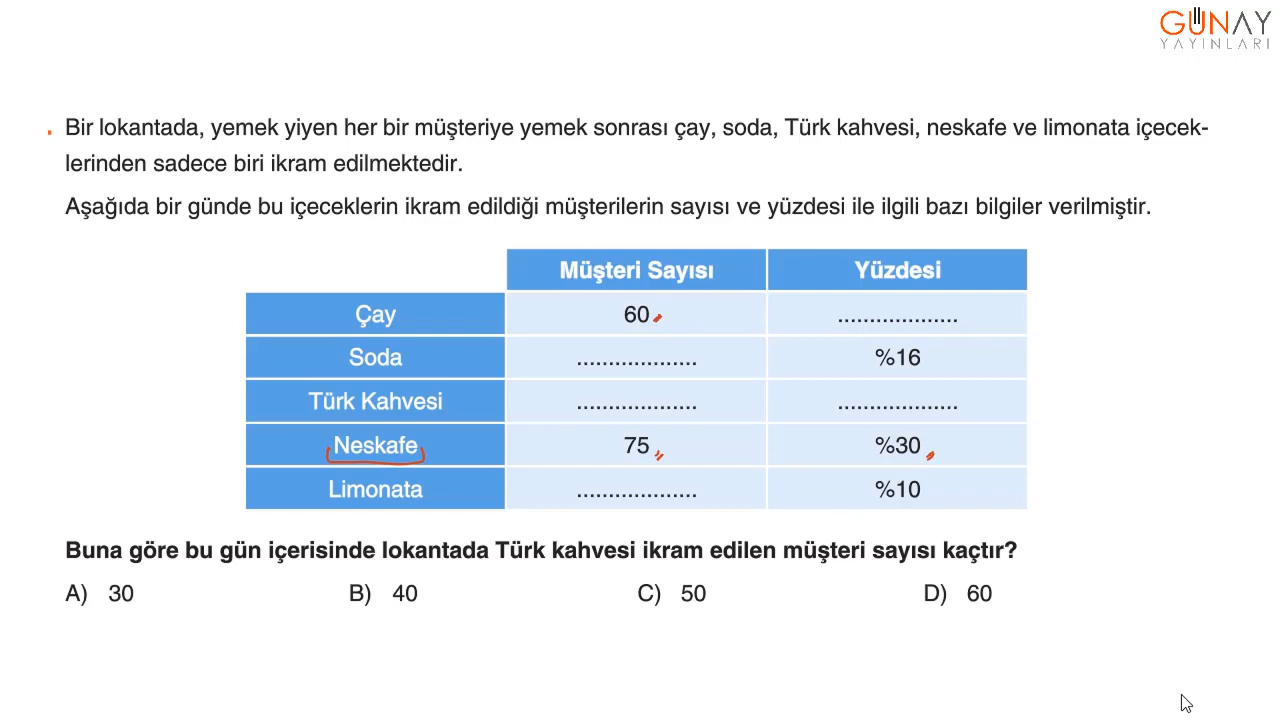 GÜNAY
YAYINLARI
Bir lokantada, yemek yiyen her bir müşteriye yemek sonrası çay, soda, Türk kahvesi, neskafe ve limonata içecek-
lerinden sadece biri ikram edilmektedir.
Aşağıda bir günde bu içeceklerin ikram edildiği müşterilerin sayısı ve yüzdesi ile ilgili bazı bilgiler verilmiştir.
Müşteri Sayısı Yüzdesi
Çay 60 ...................
Soda ................... %16
Türk Kahvesi ................... ...................
Neskafe 75 %30
Limonata ................... %10
Buna göre bu gün içerisinde lokantada Türk kahvesi ikram edilen müşteri sayısı kaçtır?
A) 30 B) 40 C) 50 D) 60